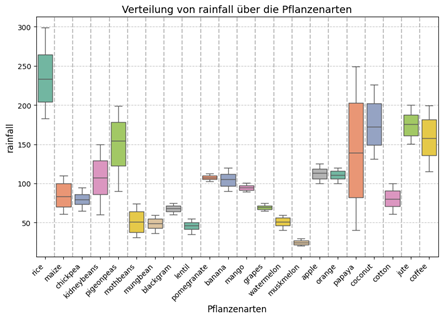 Verteilung von rainfall über die Pflanzenarten
rainfall
300
250
200
150
100
50
rice
maize
chickpea
kidneybeans
pigeonpeas
mothbeans
mungbean
blackgram
lentil
pomegranate
banana
mango
grapes
watermelon
muskmelon
apple
orange
papaya
coconut
cotton
jute
coffee
Pflanzenarten